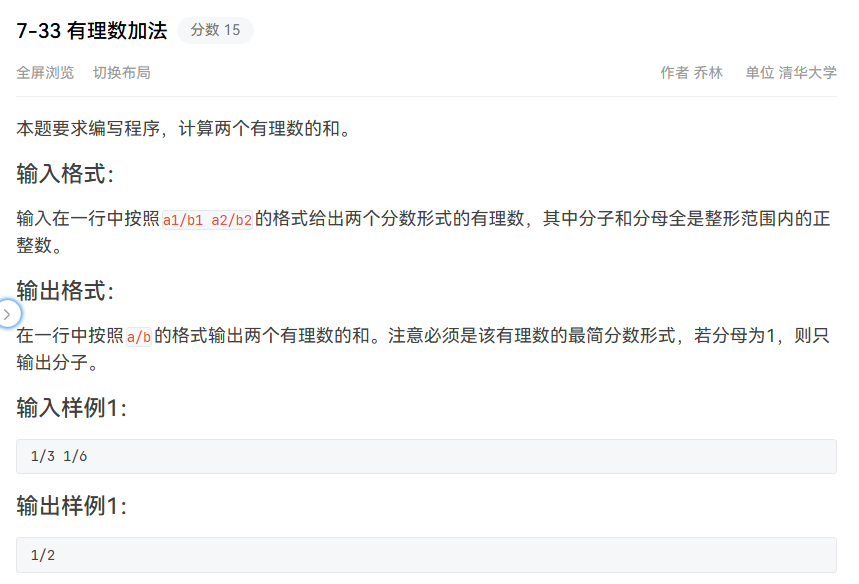 7-33 有理数加法 分数 15
全屏浏览 切换布局 作者 乔林 单位 清华大学
本题要求编写程序，计算两个有理数的和。
输入格式：
输入在一行中按照a1/b1 a2/b2的格式给出两个分数形式的有理数，其中分子和分母全是整形范围内的正
整数。
输出格式：
在一行中按照a/b的格式输出两个有理数的和。注意必须是该有理数的最简分数形式，若分母为1，则只
输出分子。
输入样例1：
1/3 1/6
输出样例1：
1/2